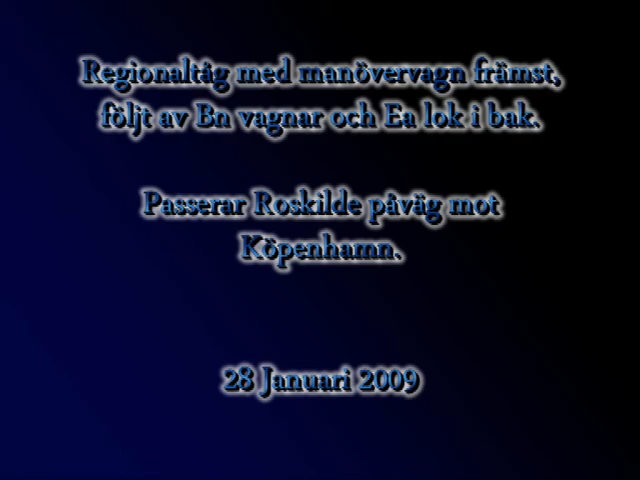 Regionaltåg med manövervagn främst,
följt av Bn vagnar och Ea lok i bak.
Passerar Roskilde påväg mot
Köpenhamn.
28 Januari 2009